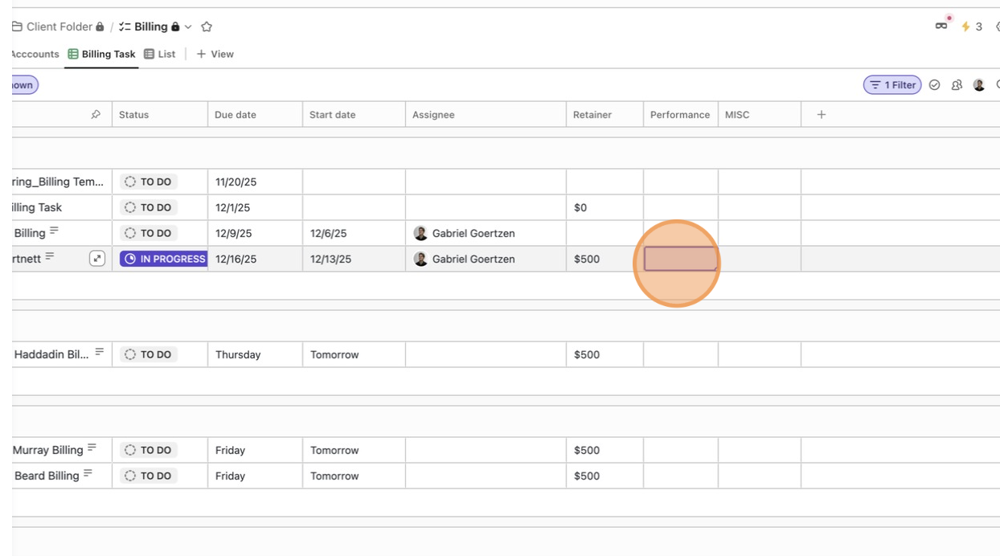 Client Folder / Billing
Acccounts Billing Task List + View
own 1 Filter
3
Status Due date Start date Assignee Retainer Performance MISC +
ring_Billing Tem... TO DO 11/20/25
illing Task TO DO 12/1/25 $0
Billing TO DO 12/9/25 12/6/25 Gabriel Goertzen
rtnett IN PROGRESS 12/16/25 12/13/25 Gabriel Goertzen $500
Haddadin Bil... TO DO Thursday Tomorrow $500
Murray Billing TO DO Friday Tomorrow $500
Beard Billing TO DO Friday Tomorrow $500